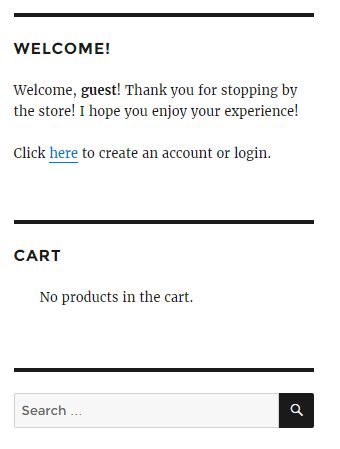 WELCOME!
Welcome, guest! Thank you for stopping by
the store! I hope you enjoy your experience!
Click here to create an account or login.
CART
No products in the cart.
Search ...